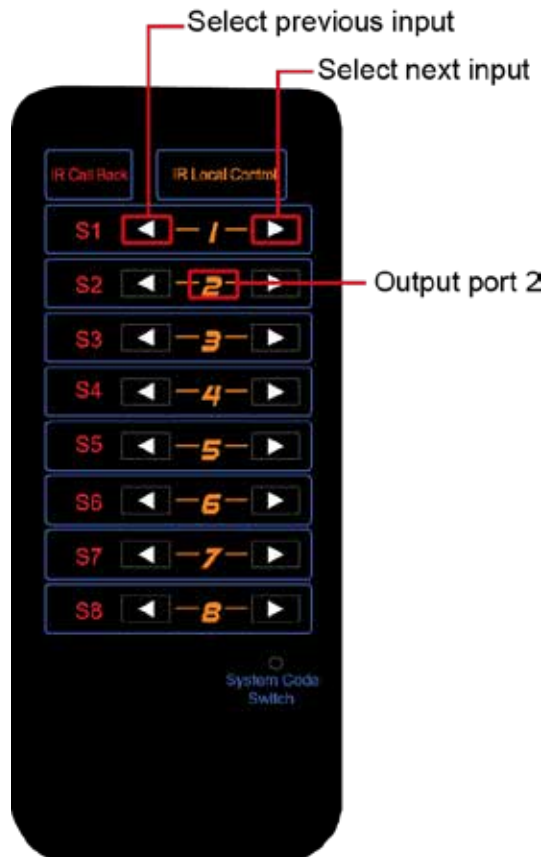 Select previous input
Select next input
IR Call Back
IR Local Control
S1 1
S2 2
Output port 2
S3 3
S4 4
S5 5
S6 6
S7 7
S8 8
System Code
Switch